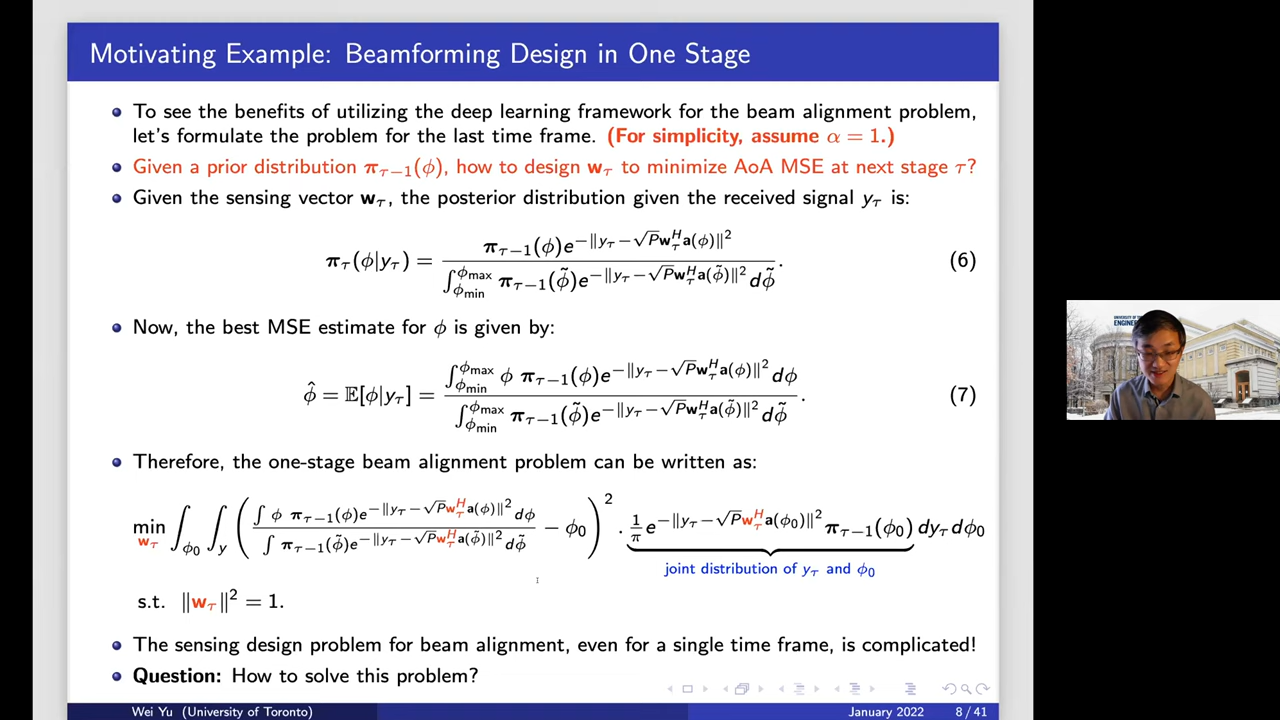 Motivating Example: Beamforming Design in One Stage
To see the benefits of utilizing the deep learning framework for the beam alignment problem,
let's formulate the problem for the last time frame. (For simplicity, assume α = 1.)
Given a prior distribution π_{τ−1}(ϕ), how to design w_τ to minimize AoA MSE at next stage τ?
Given the sensing vector w_τ, the posterior distribution given the received signal y_τ is:
π_τ(ϕ|y_τ) = \frac{π_{τ−1}(ϕ)e^{−‖y_τ−√P w_τ^H a(ϕ)‖^2}}{∫_{ϕ_min}^{ϕ_max} π_{τ−1}(ϕ̃)e^{−‖y_τ−√P w_τ^H a(ϕ̃)‖^2} dϕ̃}. (6)
Now, the best MSE estimate for ϕ is given by:
ϕ̂ = 𝔼[ϕ|y_τ] = \frac{∫_{ϕ_min}^{ϕ_max} ϕ π_{τ−1}(ϕ)e^{−‖y_τ−√P w_τ^H a(ϕ)‖^2} dϕ}{∫_{ϕ_min}^{ϕ_max} π_{τ−1}(ϕ̃)e^{−‖y_τ−√P w_τ^H a(ϕ̃)‖^2} dϕ̃}. (7)
Therefore, the one-stage beam alignment problem can be written as:
min_{w_τ} ∫_{ϕ_0} ∫_y (\frac{∫ ϕ π_{τ−1}(ϕ)e^{−‖y_τ−√P w_τ^H a(ϕ)‖^2} dϕ}{∫ π_{τ−1}(ϕ̃)e^{−‖y_τ−√P w_τ^H a(ϕ̃)‖^2} dϕ̃} − ϕ_0)^2 · \frac{1}{π} e^{−‖y_τ−√P w_τ^H a(ϕ_0)‖^2} π_{τ−1}(ϕ_0) dy_τ dϕ_0
joint distribution of y_τ and ϕ_0
s.t. ‖w_τ‖^2 = 1.
The sensing design problem for beam alignment, even for a single time frame, is complicated!
Question: How to solve this problem?
Wei Yu (University of Toronto) January 2022 8 / 41